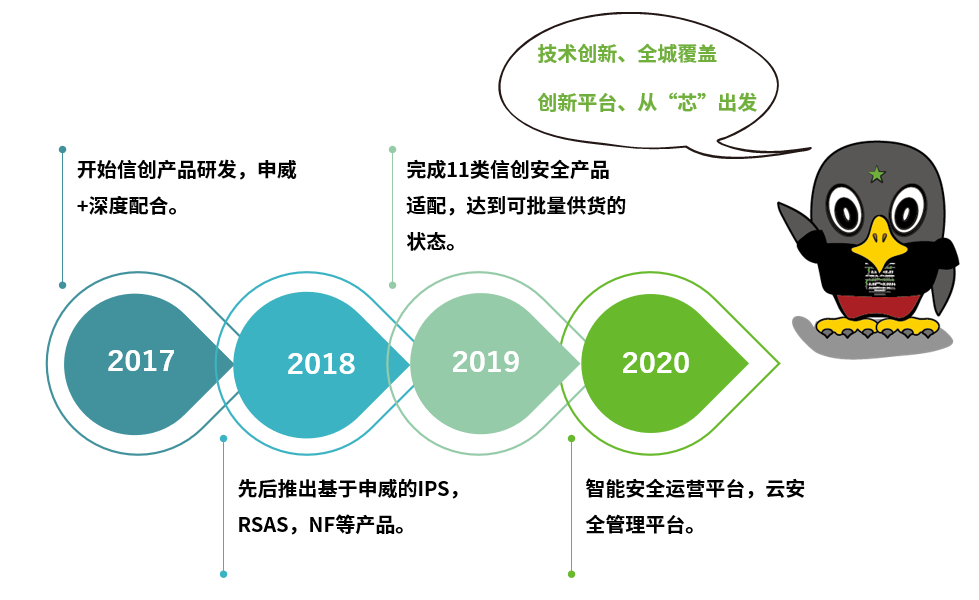 技术创新、全城覆盖
创新平台、从“芯”出发
开始信创产品研发，申威
+深度配合。
完成11类信创安全产品
适配，达到可批量供货的
状态。
2017
2018
2019
2020
先后推出基于申威的IPS，
RSAS，NF等产品。
智能安全运营平台，云安
全管理平台。